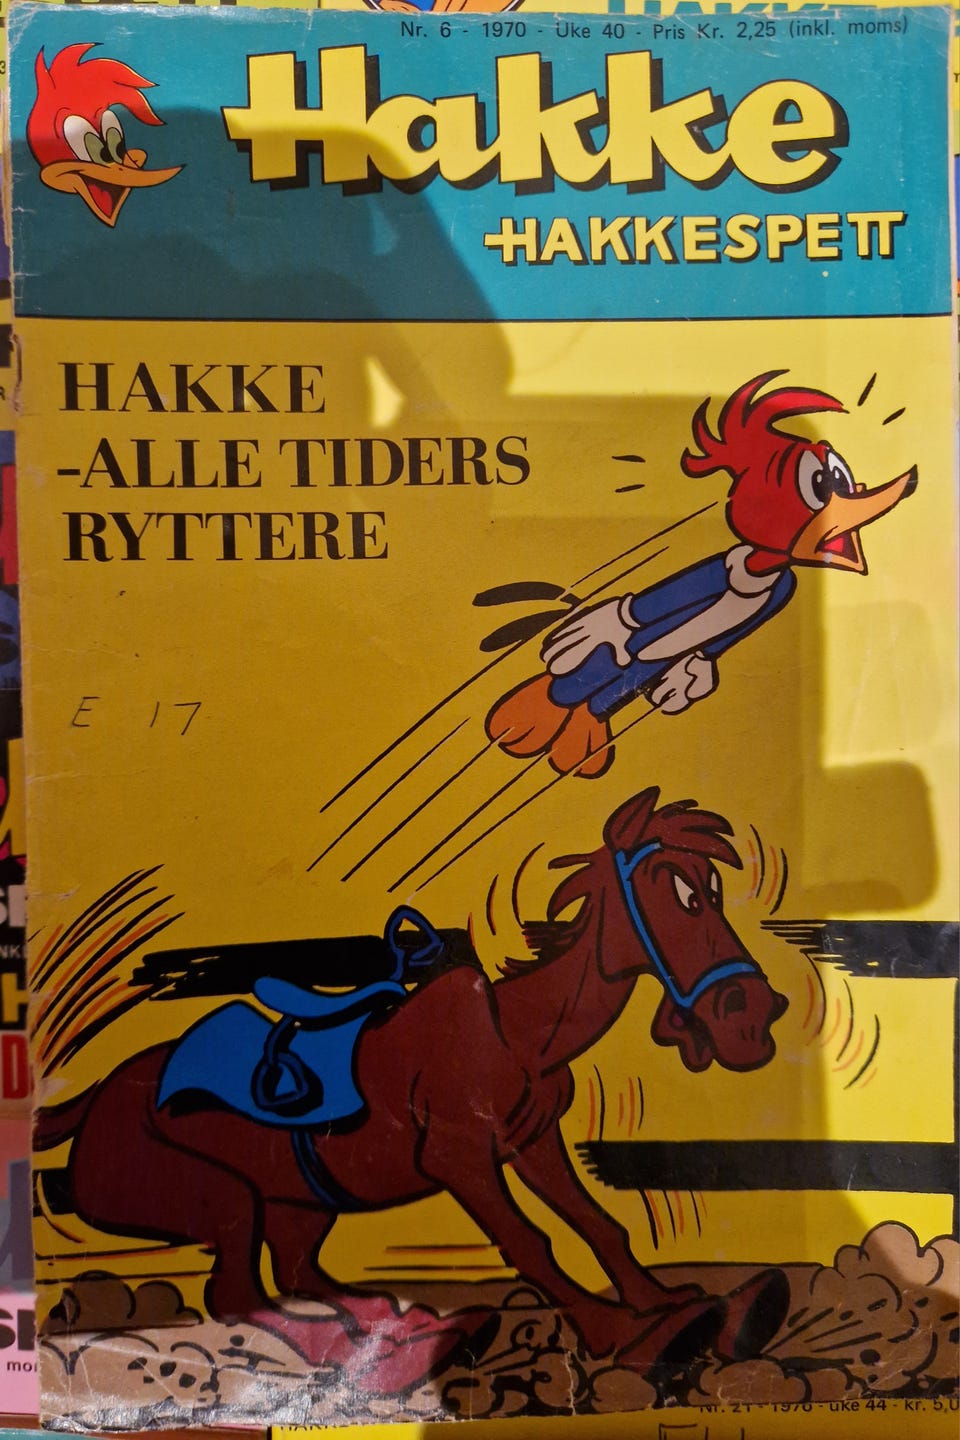 Nr. 6 - 1970 - Uke 40 - Pris Kr. 2,25 (inkl. moms)
Hakke
HAKKESPETT
HAKKE
-ALLE TIDERS
RYTTERE
E 17
Nr. 21 - 1976 - uke 44 - kr. 5,0